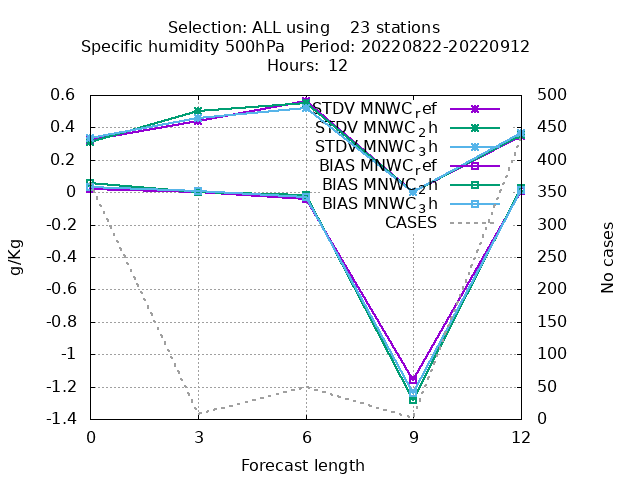 Selection: ALL using    23 stations
Specific humidity 500hPa   Period: 20220822-20220912
Hours:  12
0.6
0.4
0.2
0
-0.2
-0.4
-0.6
-0.8
-1
-1.2
-1.4
g/Kg
STDV MNWC_ref
STDV MNWC_2h
STDV MNWC_3h
BIAS MNWC_ref
BIAS MNWC_2h
BIAS MNWC_3h
CASES
500
450
400
350
300
250
200
150
100
50
0
No cases
0 3 6 9 12
Forecast length